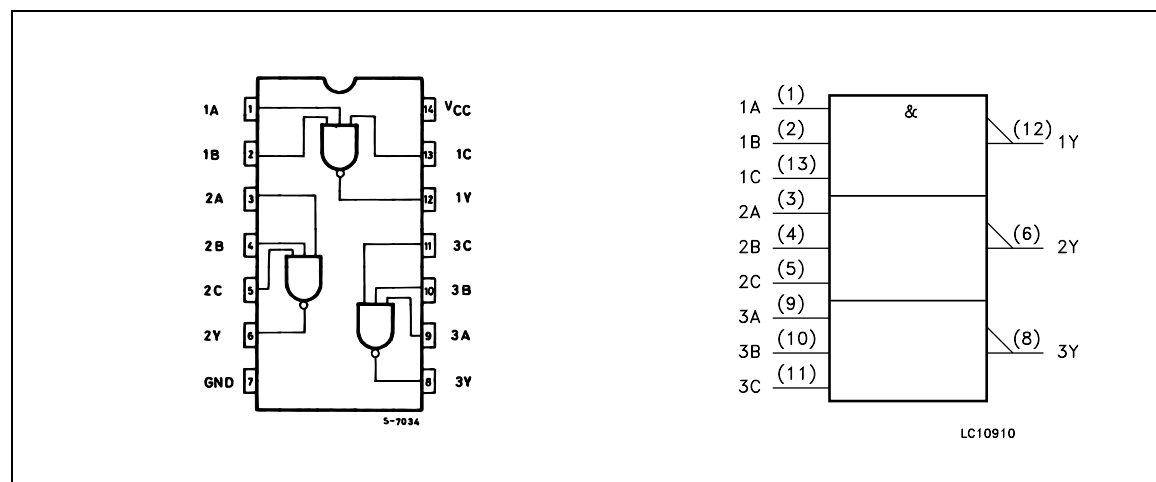 1A 1 14 VCC
1B 2 13 1C
2A 3 12 1Y
2B 4 11 3C
2C 5 10 3B
2Y 6 9 3A
GND 7 8 3Y
S-7034
&
1A (1)
1B (2)
1C (13)
2A (3)
2B (4)
2C (5)
3A (9)
3B (10)
3C (11)
(12) 1Y
(6) 2Y
(8) 3Y
LC10910